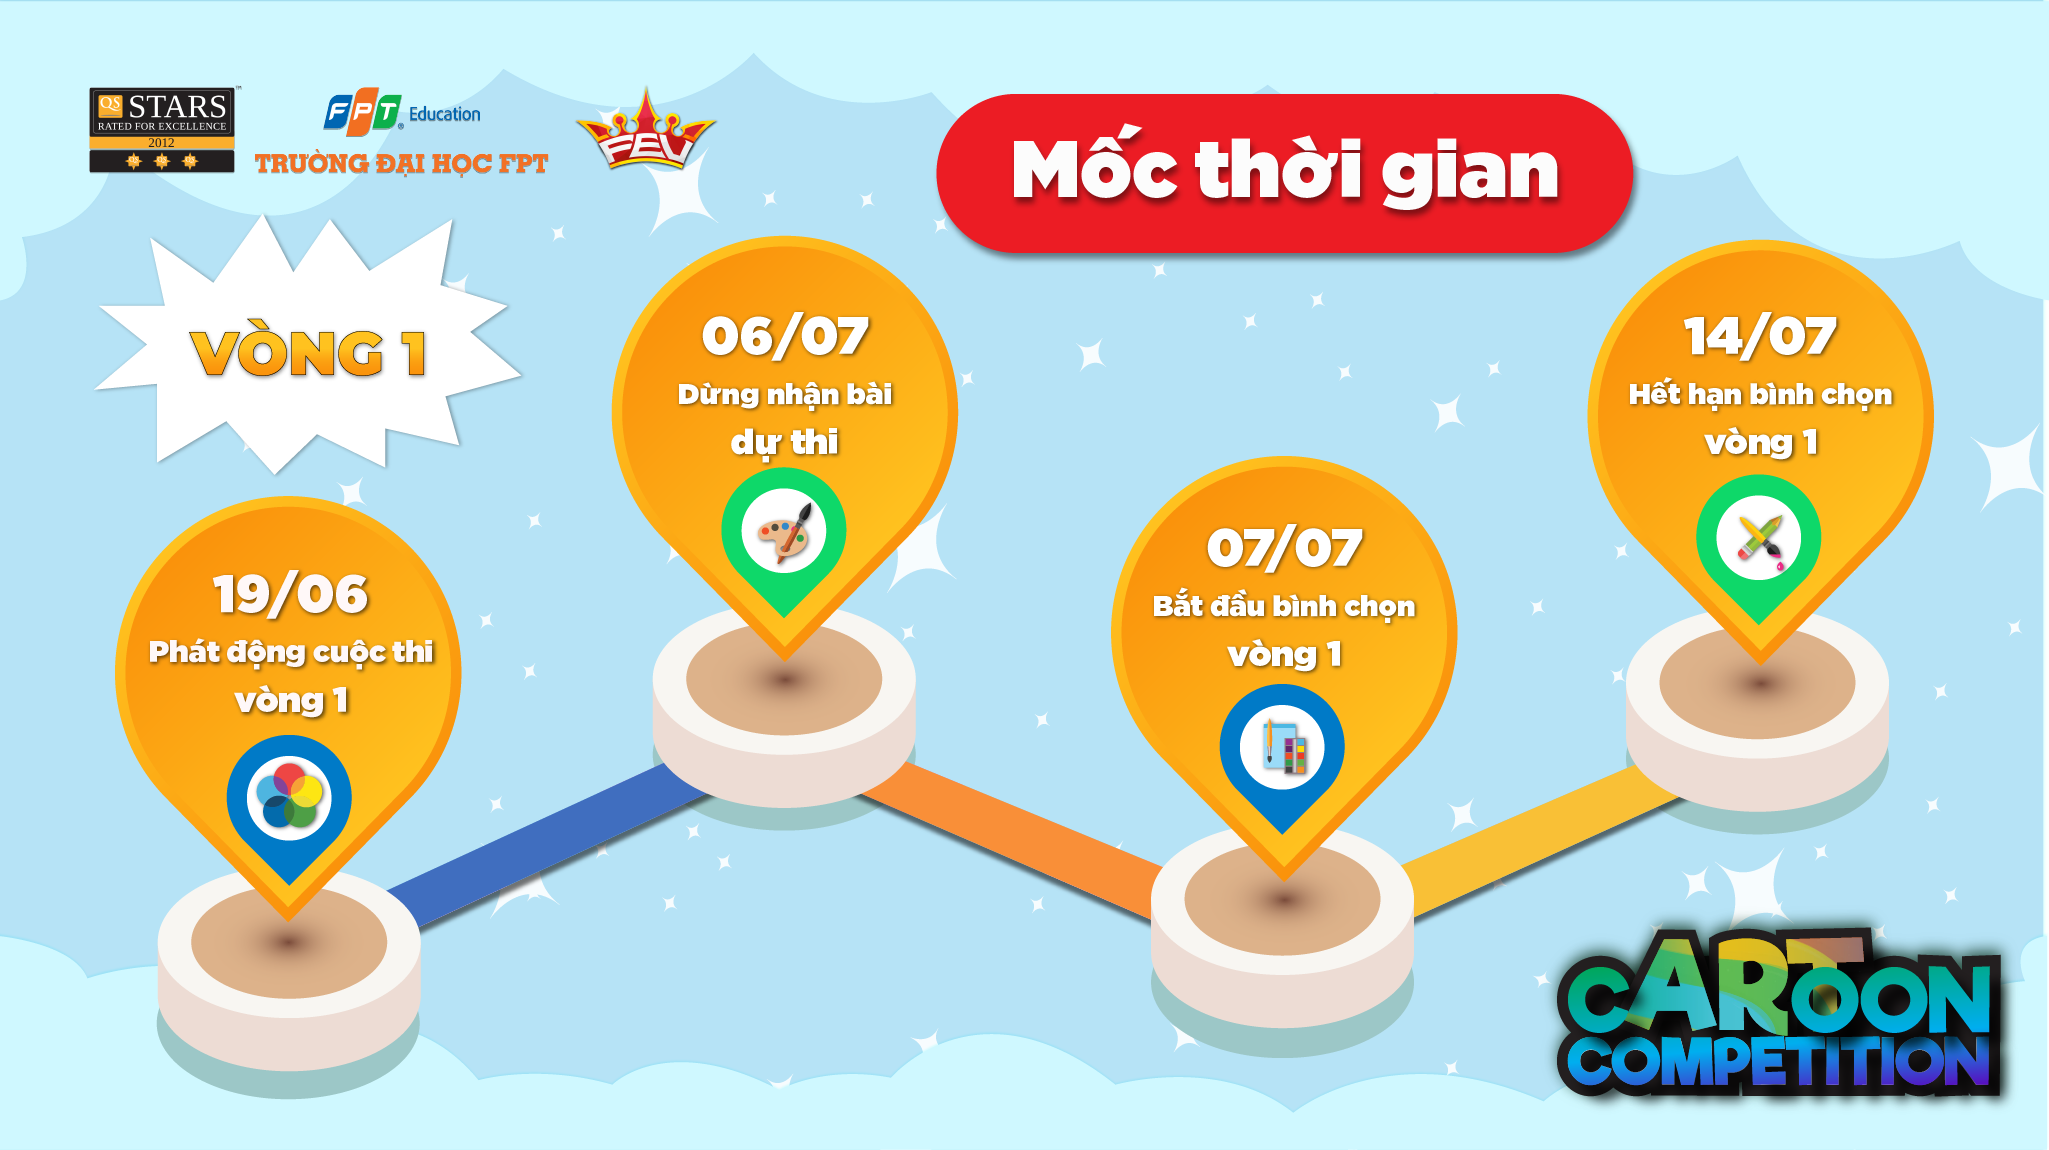 QS STARS
RATED FOR EXCELLENCE
2012
FPT Education
TRƯỜNG ĐẠI HỌC FPT
FEV
Mốc thời gian
VÒNG 1
19/06
Phát động cuộc thi
vòng 1
06/07
Dừng nhận bài
dự thi
07/07
Bắt đầu bình chọn
vòng 1
14/07
Hết hạn bình chọn
vòng 1
CARTOON
COMPETITION